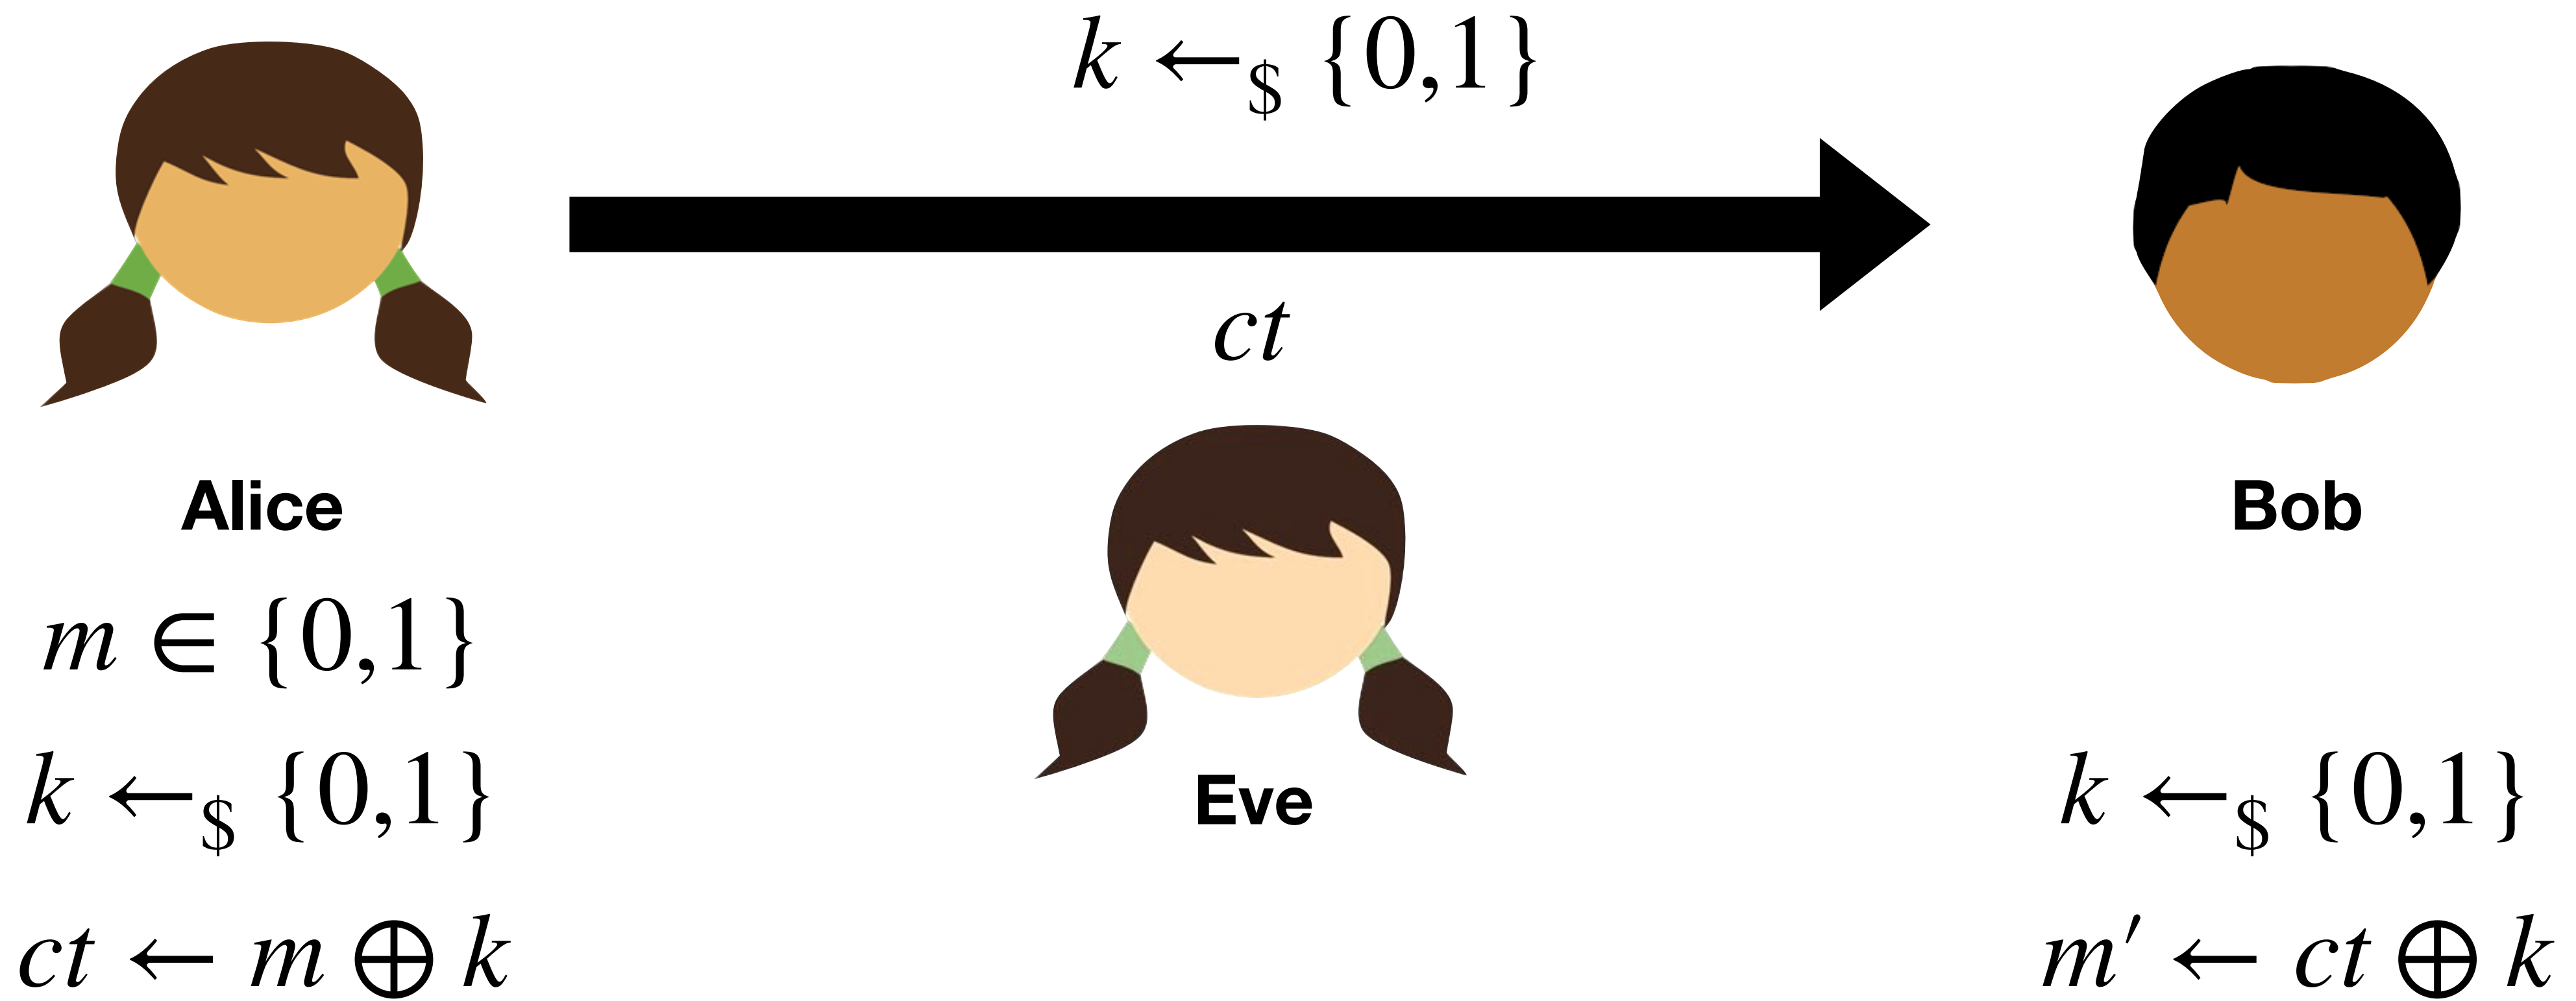 k ←$ {0,1}
ct
Alice
Bob
m ∈ {0,1}
k ←$ {0,1}
Eve
k ←$ {0,1}
ct ← m ⊕ k
m′ ← ct ⊕ k